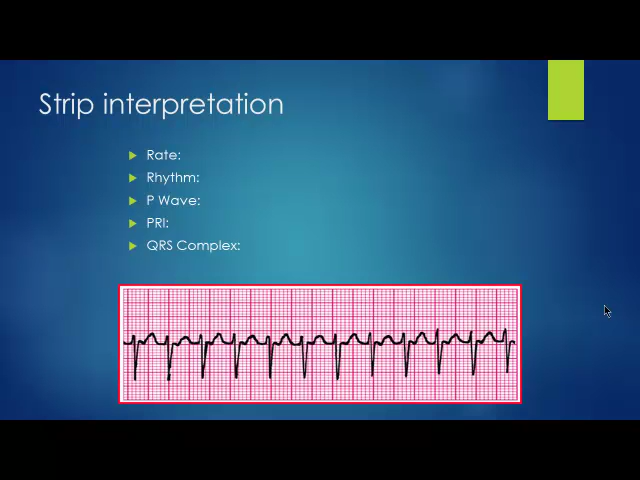 Strip interpretation
Rate:
Rhythm:
P Wave:
PRI:
QRS Complex: